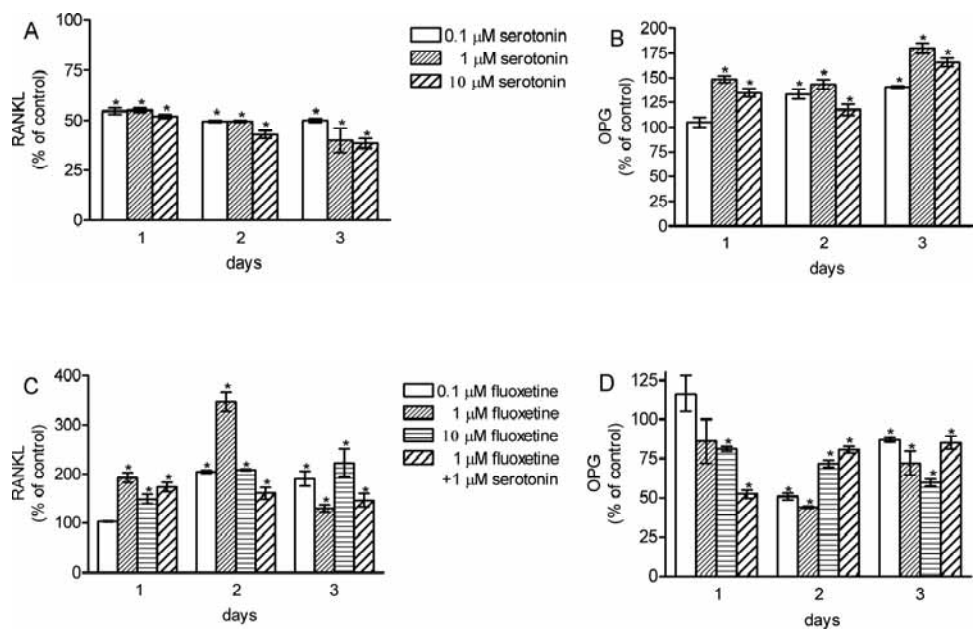 A
RANKL
(% of control)
100
75
50
25
0
* * * * * * * * *
1 2 3
days
0.1 µM serotonin
1 µM serotonin
10 µM serotonin
B
OPG
(% of control)
200
175
150
125
100
75
50
25
0
* * * * * * * *
1 2 3
days
C
RANKL
(% of control)
400
300
200
100
0
* * * * * * * * * * *
1 2 3
days
0.1 µM fluoxetine
1 µM fluoxetine
10 µM fluoxetine
1 µM fluoxetine
+1 µM serotonin
D
OPG
(% of control)
125
100
75
50
25
0
* * * * * * * * * *
1 2 3
days